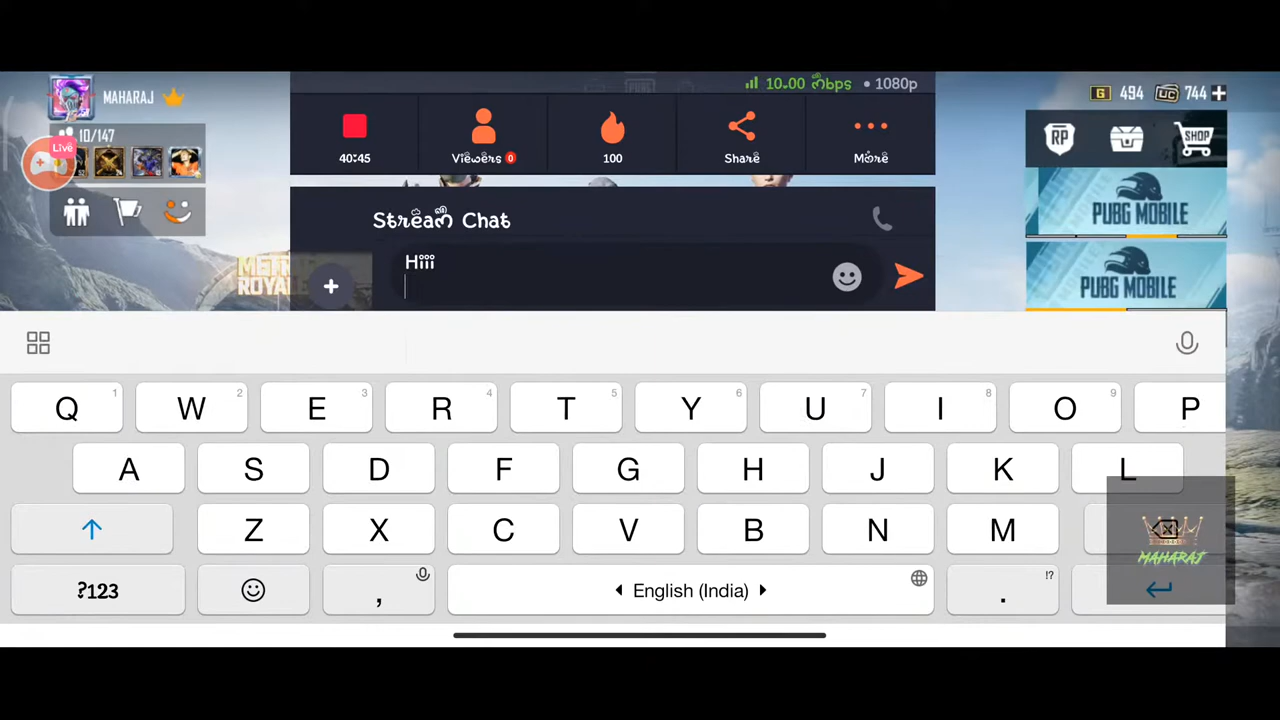 MAHARAJ
10/147
Live
10.00 Mbps • 1080p
40:45
Viewers 0
100
Share
More
494
744
RP
SHOP
PUBG MOBILE
PUBG MOBILE
Stream Chat
Hiii
METRO
ROYALE
Q 1 W 2 E 3 R 4 T 5 Y 6 U 7 I 8 O 9 P
A S D F G H J K L
Z X C V B N M
MAHARAJ
?123 , English (India) . !?